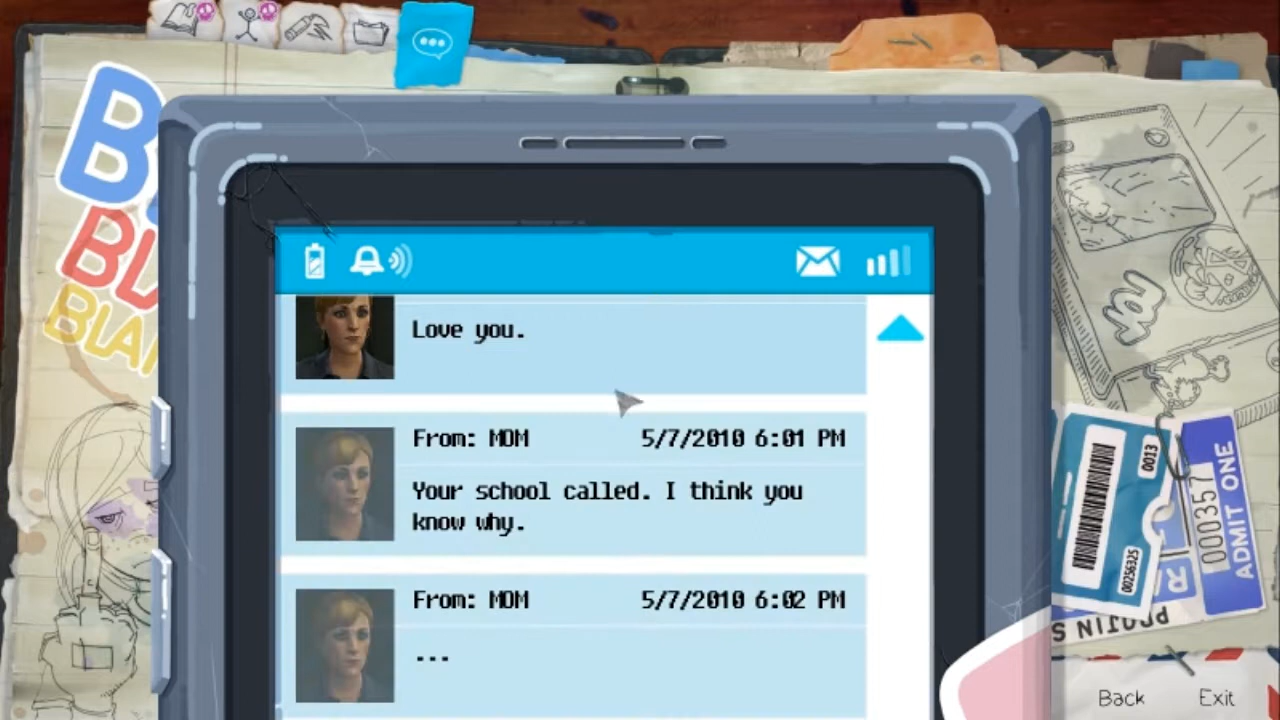 Love you.
From: MOM 5/7/2010 6:01 PM
Your school called. I think you
know why.
From: MOM 5/7/2010 6:02 PM
...
0013
00256325
000357
ADMIT ONE
Back Exit